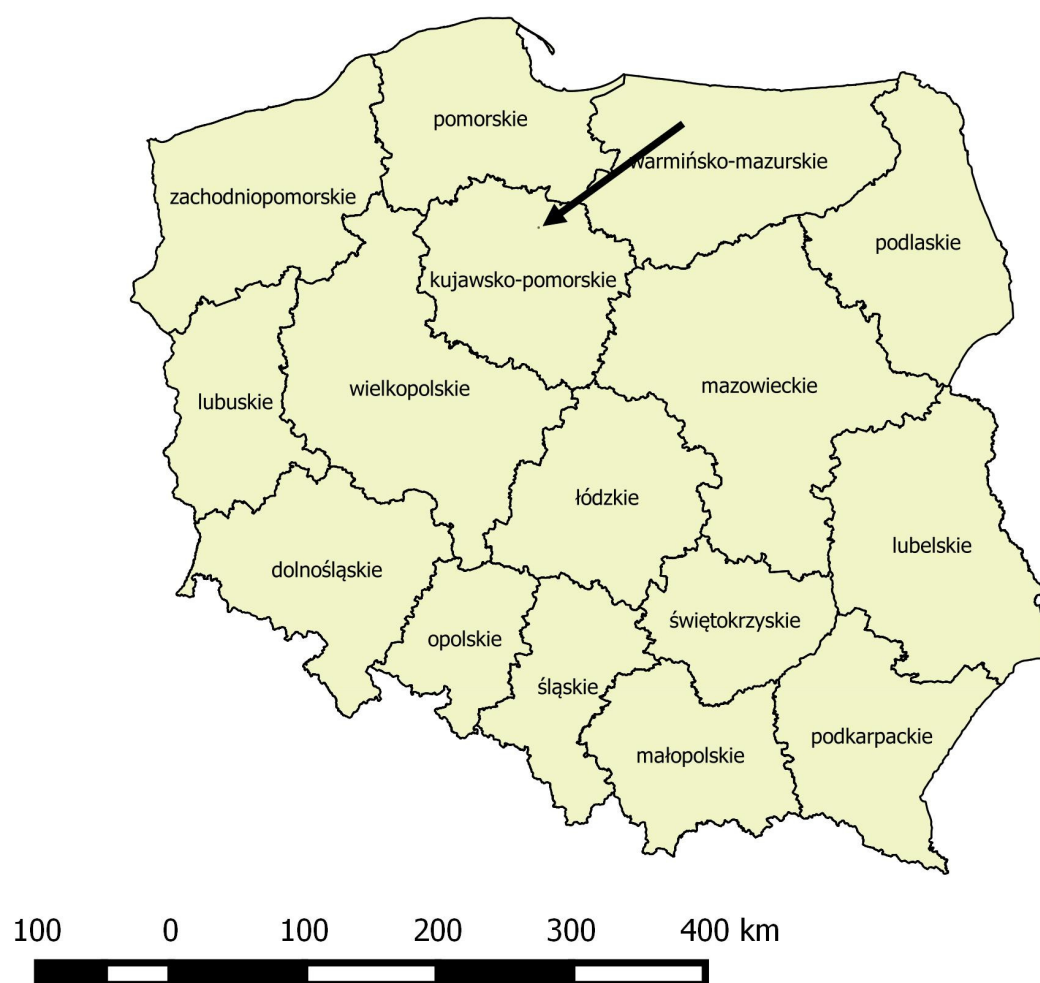 pomorskie
warmińsko-mazurskie
zachodniopomorskie
podlaskie
kujawsko-pomorskie
mazowieckie
wielkopolskie
lubuskie
łódzkie
lubelskie
dolnośląskie
świętokrzyskie
opolskie
śląskie
podkarpackie
małopolskie
100 0 100 200 300 400 km